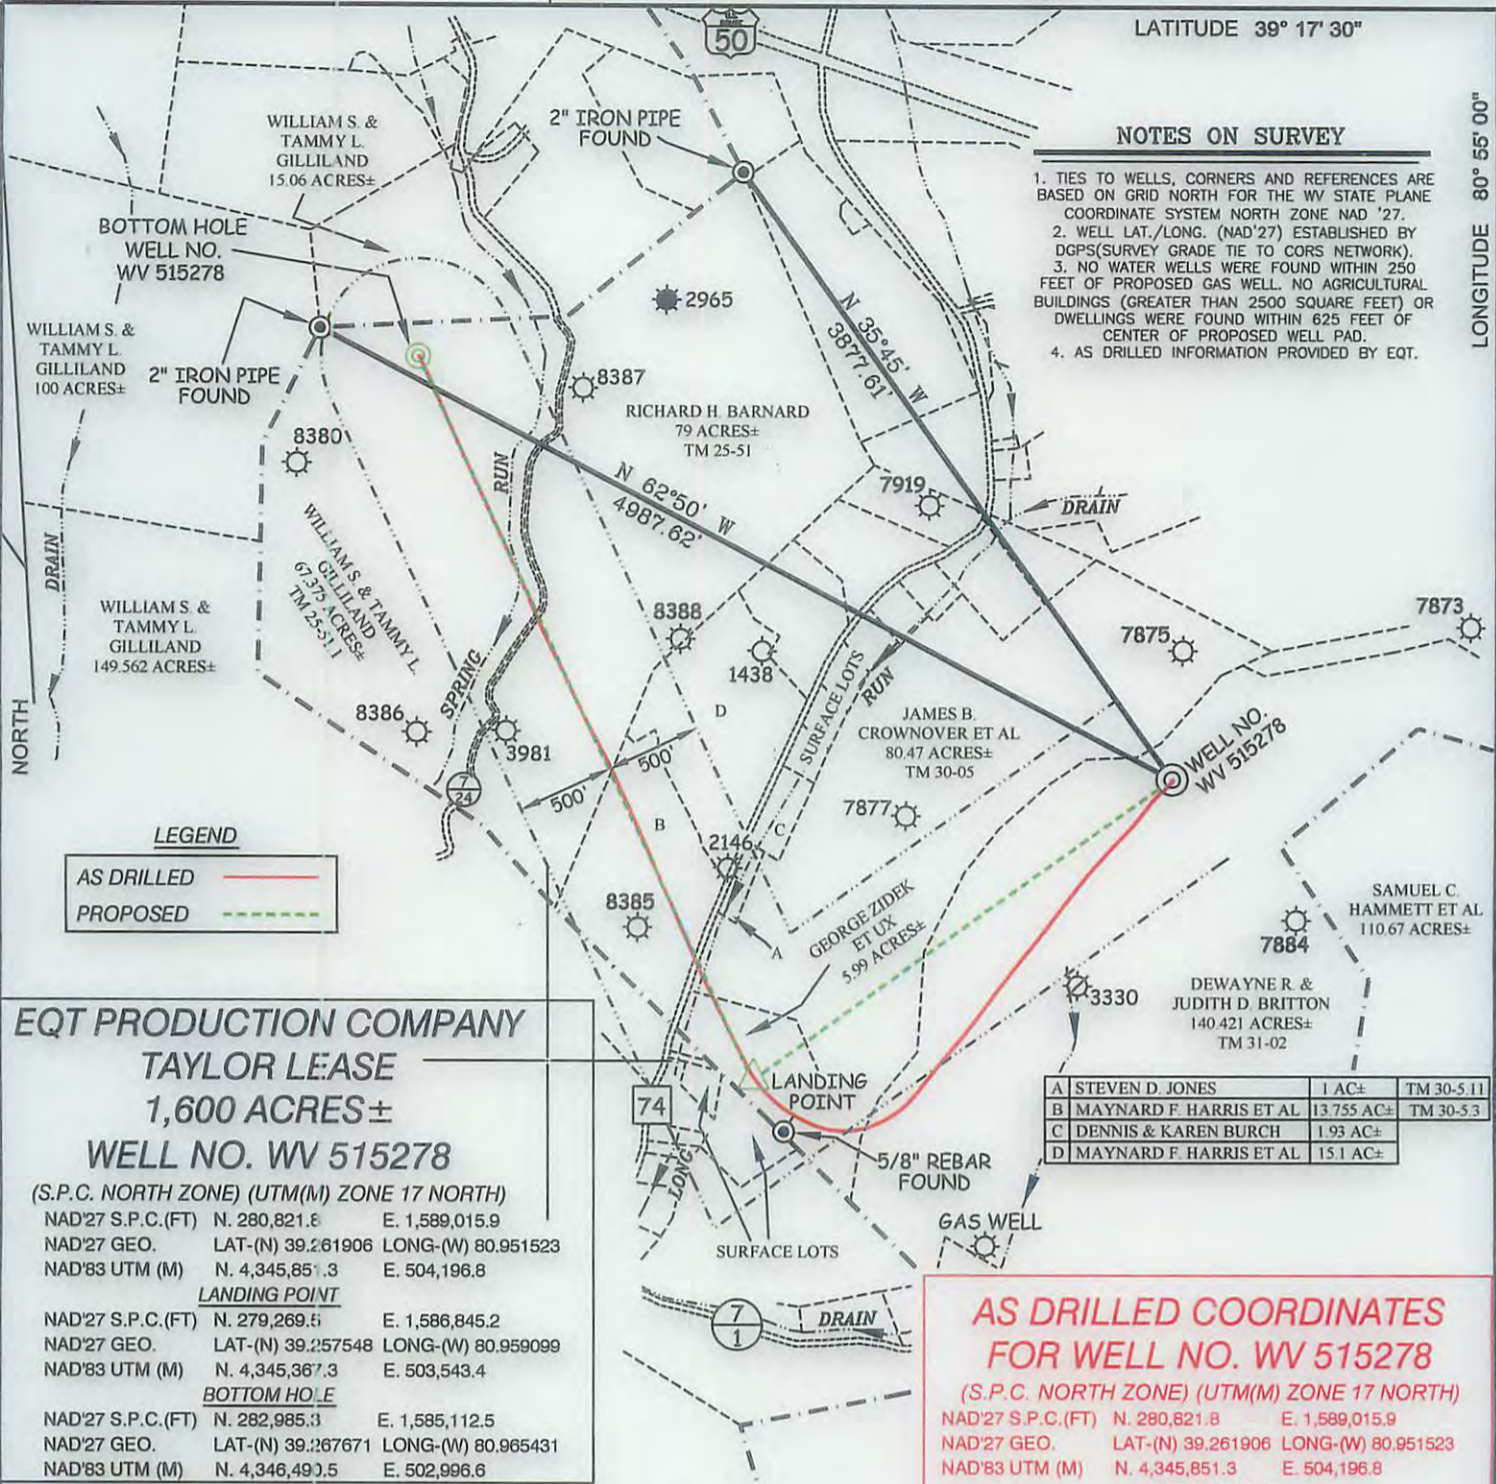 LATITUDE 39° 17' 30"
LONGITUDE 80° 55' 00"
50
NOTES ON SURVEY
1. TIES TO WELLS, CORNERS AND REFERENCES ARE
BASED ON GRID NORTH FOR THE WV STATE PLANE
COORDINATE SYSTEM NORTH ZONE NAD '27.
2. WELL LAT./LONG. (NAD'27) ESTABLISHED BY
DGPS(SURVEY GRADE TIE TO CORS NETWORK).
3. NO WATER WELLS WERE FOUND WITHIN 250
FEET OF PROPOSED GAS WELL. NO AGRICULTURAL
BUILDINGS (GREATER THAN 2500 SQUARE FEET) OR
DWELLINGS WERE FOUND WITHIN 625 FEET OF
CENTER OF PROPOSED WELL PAD.
4. AS DRILLED INFORMATION PROVIDED BY EQT.
WILLIAM S. &
TAMMY L.
GILLILAND
15.06 ACRES±
2" IRON PIPE
FOUND
BOTTOM HOLE
WELL NO.
WV 515278
WILLIAM S. &
TAMMY L.
GILLILAND
100 ACRES±
2" IRON PIPE
FOUND
2965
8387
8380
RICHARD H. BARNARD
79 ACRES±
TM 25-51
N 35°45' W
3877.61'
N 62°50' W
4987.62'
RUN
7919
DRAIN
DRAIN
WILLIAM S. & TAMMY L.
GILLILAND
67.375 ACRES±
TM 25-51.1
WILLIAM S. &
TAMMY L.
GILLILAND
149.562 ACRES±
NORTH
8388
1438
7875
7873
SPRING
8386
3981
7
24
D
SURFACE LOTS
RUN
JAMES B.
CROWNOVER ET AL
80.47 ACRES±
TM 30-05
WELL NO.
WV 515278
500'
500'
B
C
7877
2146
8385
A
GEORGE ZIDEK
ET UX
5.99 ACRES±
SAMUEL C.
HAMMETT ET AL
110.67 ACRES±
7884
3330
DEWAYNE R. &
JUDITH D. BRITTON
140.421 ACRES±
TM 31-02
LEGEND
AS DRILLED
PROPOSED
LANDING
POINT
74
5/8" REBAR
FOUND
LONG
SURFACE LOTS
GAS WELL
7
1
DRAIN
A STEVEN D. JONES 1 AC± TM 30-5.11
B MAYNARD F. HARRIS ET AL 13.755 AC± TM 30-5.3
C DENNIS & KAREN BURCH 1.93 AC±
D MAYNARD F. HARRIS ET AL 15.1 AC±
EQT PRODUCTION COMPANY
TAYLOR LEASE
1,600 ACRES±
WELL NO. WV 515278
(S.P.C. NORTH ZONE) (UTM(M) ZONE 17 NORTH)
NAD'27 S.P.C.(FT) N. 280,821.8 E. 1,589,015.9
NAD'27 GEO. LAT-(N) 39.261906 LONG-(W) 80.951523
NAD'83 UTM (M) N. 4,345,851.3 E. 504,196.8
LANDING POINT
NAD'27 S.P.C.(FT) N. 279,269.5 E. 1,586,845.2
NAD'27 GEO. LAT-(N) 39.257548 LONG-(W) 80.959099
NAD'83 UTM (M) N. 4,345,367.3 E. 503,543.4
BOTTOM HOLE
NAD'27 S.P.C.(FT) N. 282,985.3 E. 1,585,112.5
NAD'27 GEO. LAT-(N) 39.267671 LONG-(W) 80.965431
NAD'83 UTM (M) N. 4,346,490.5 E. 502,996.6
AS DRILLED COORDINATES
FOR WELL NO. WV 515278
(S.P.C. NORTH ZONE) (UTM(M) ZONE 17 NORTH)
NAD'27 S.P.C.(FT) N. 280,821.8 E. 1,589,015.9
NAD'27 GEO. LAT-(N) 39.261906 LONG-(W) 80.951523
NAD'83 UTM (M) N. 4,345,851.3 E. 504,196.8